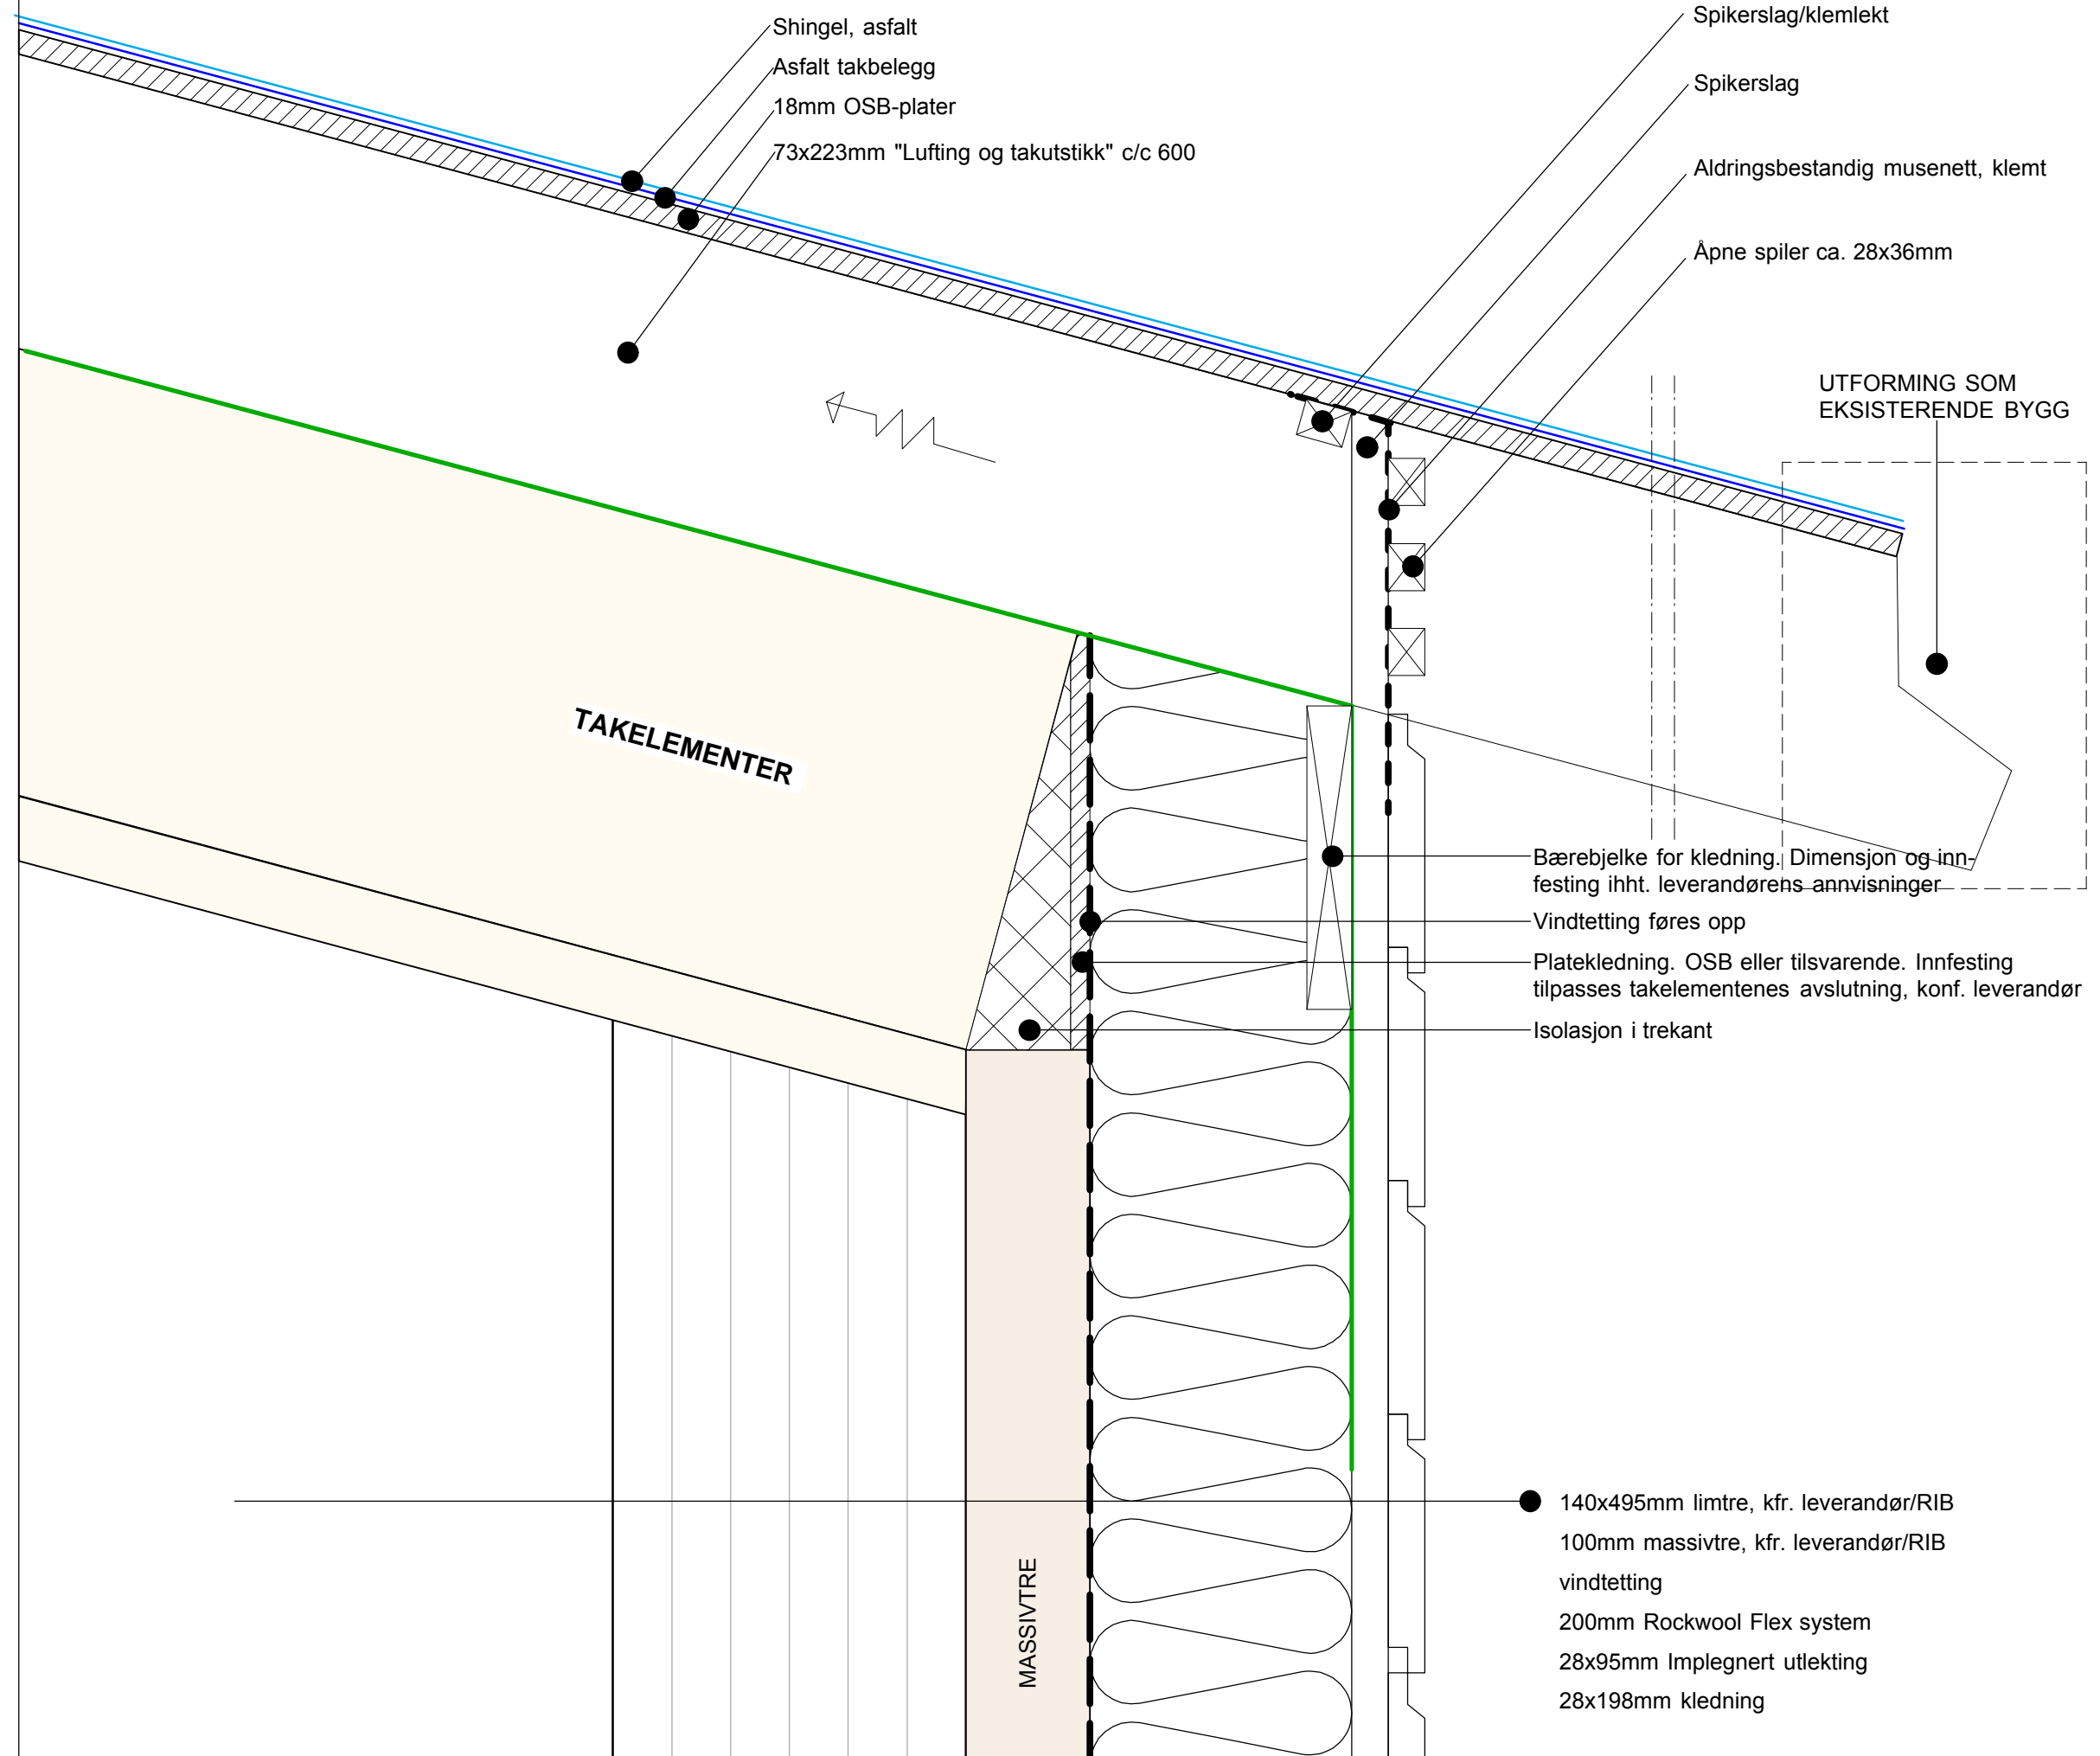 Shingel, asfalt
Asfalt takbelegg
18mm OSB-plater
73x223mm "Lufting og takutstikk" c/c 600
Spikerslag/klemlekt
Spikerslag
Aldringsbestandig musenett, klemt
Åpne spiler ca. 28x36mm
UTFORMING SOM
EKSISTERENDE BYGG
TAKELEMENTER
Bærebjelke for kledning. Dimensjon og inn-
festing ihht. leverandørens annvisninger
Vindtetting føres opp
Platekledning. OSB eller tilsvarende. Innfesting
tilpasses takelementenes avslutning, konf. leverandør
Isolasjon i trekant
MASSIVTRE
140x495mm limtre, kfr. leverandør/RIB
100mm massivtre, kfr. leverandør/RIB
vindtetting
200mm Rockwool Flex system
28x95mm Implegnert utlekting
28x198mm kledning